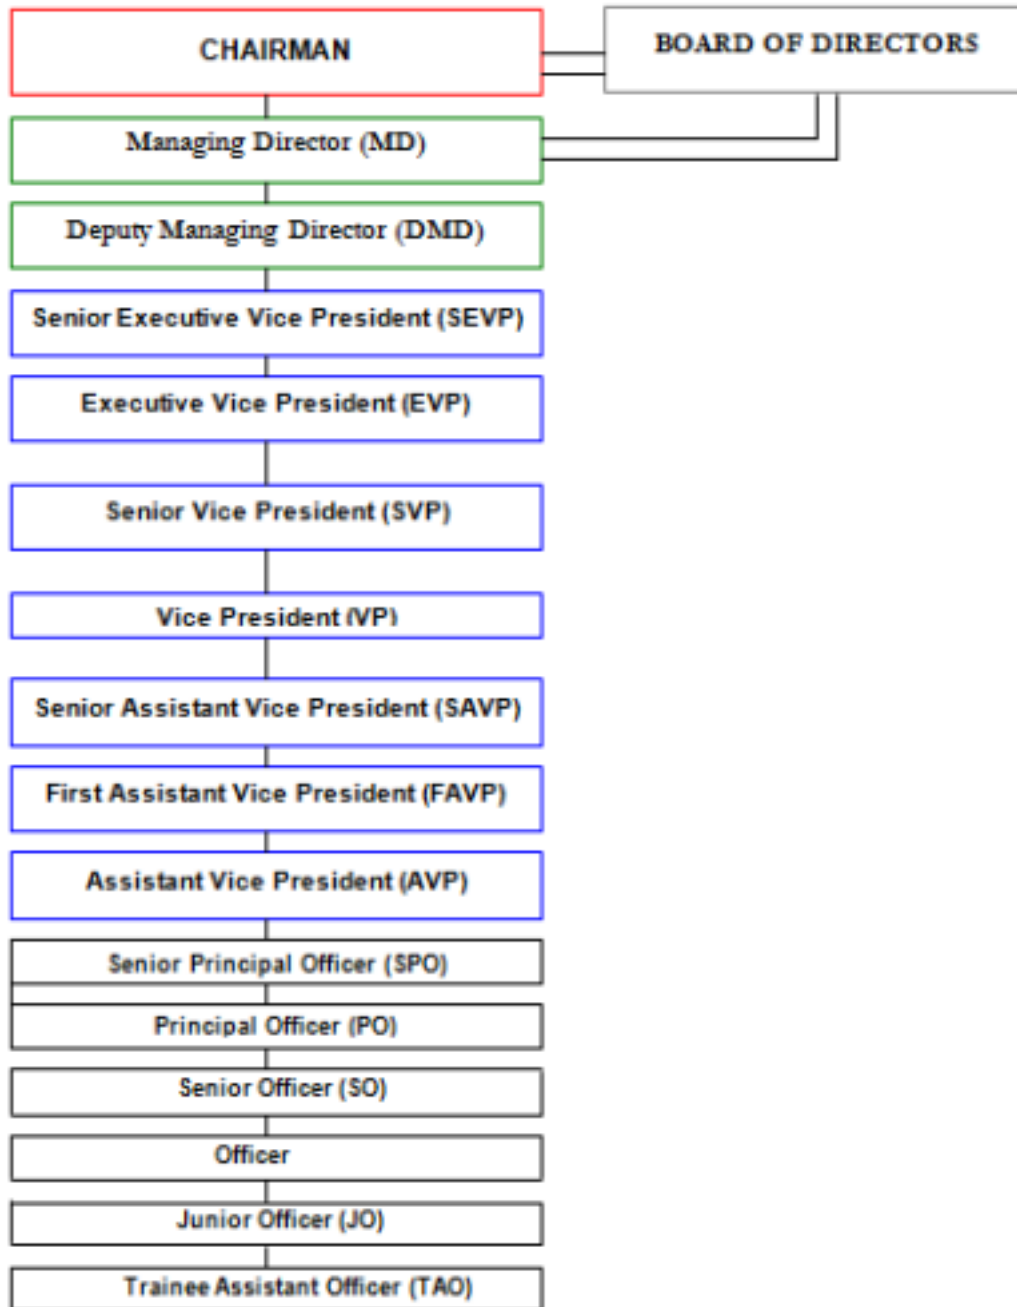 CHAIRMAN
BOARD OF DIRECTORS
Managing Director (MD)
Deputy Managing Director (DMD)
Senior Executive Vice President (SEVP)
Executive Vice President (EVP)
Senior Vice President (SVP)
Vice President (VP)
Senior Assistant Vice President (SAVP)
First Assistant Vice President (FAVP)
Assistant Vice President (AVP)
Senior Principal Officer (SPO)
Principal Officer (PO)
Senior Officer (SO)
Officer
Junior Officer (JO)
Trainee Assistant Officer (TAO)